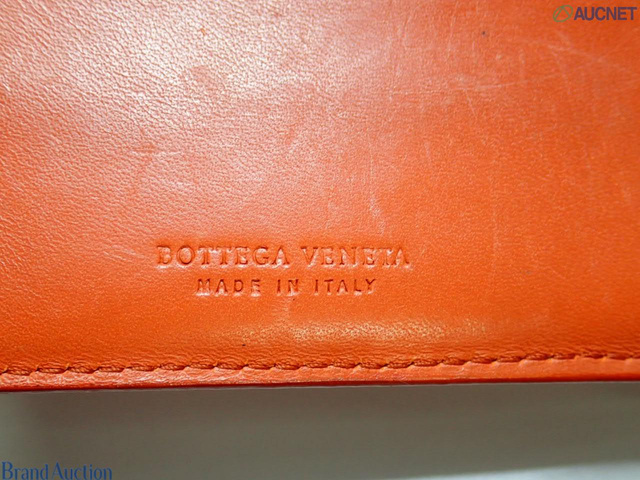 AUCNET
BOTTEGA VENETA
MADE IN ITALY
Brand Auction